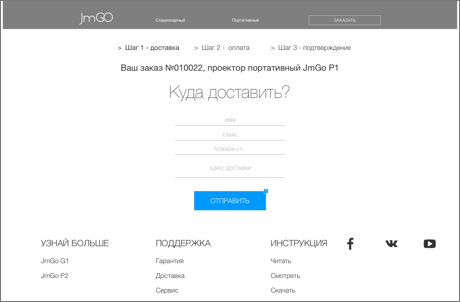 JmGO
Стационарный Портативный ЗАКАЗАТЬ
> Шаг 1 - доставка > Шаг 2 - оплата > Шаг 3 - подтверждение
Ваш заказ №010022, проектор портативный JmGo P1
Куда доставить?
ИМЯ
E-MAIL
ТЕЛЕФОН +7...
АДРЕС ДОСТАВКИ
ОТПРАВИТЬ
УЗНАЙ БОЛЬШЕ ПОДДЕРЖКА ИНСТРУКЦИЯ
JmGo G1 Гарантия Читать
JmGo P2 Доставка Смотреть
Сервис Скачать